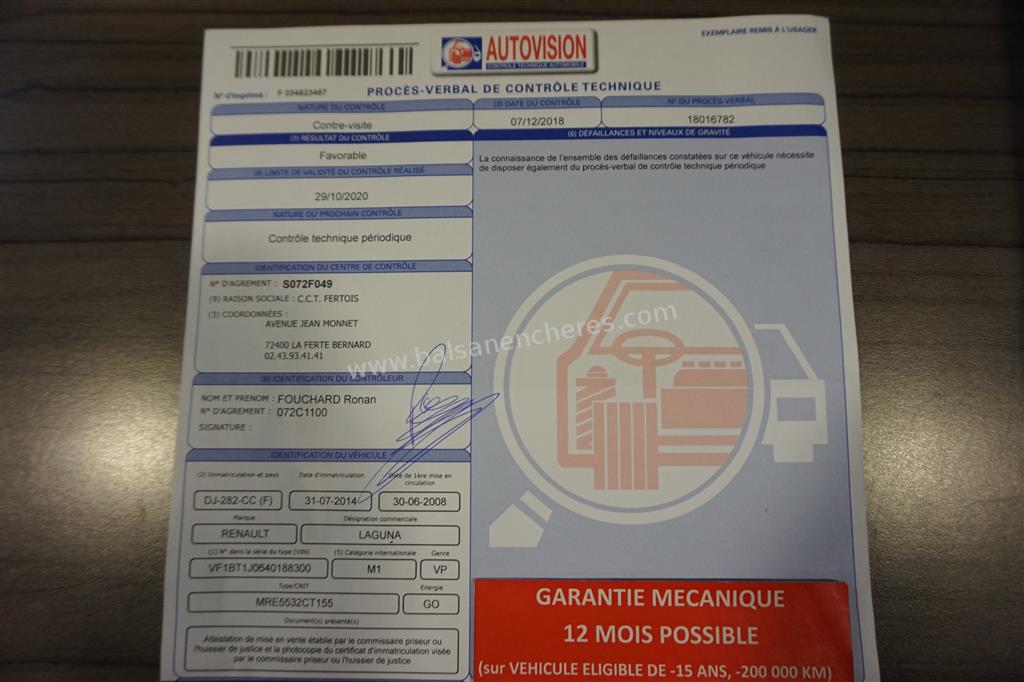 EXEMPLAIRE REMIS À L'USAGER
AUTOVISION
CONTROLE TECHNIQUE AUTOMOBILE
N° d'imprimé : F 034823487
PROCÈS-VERBAL DE CONTRÔLE TECHNIQUE
NATURE DU CONTRÔLE
Contre-visite
(3) DATE DU CONTRÔLE
07/12/2018
N° DU PROCÈS-VERBAL
18016782
(7) RÉSULTAT DU CONTRÔLE
Favorable
(8) LIMITE DE VALIDITÉ DU CONTRÔLE RÉALISÉ
29/10/2020
NATURE DU PROCHAIN CONTRÔLE
Contrôle technique périodique
IDENTIFICATION DU CENTRE DE CONTRÔLE
N° D'AGREMENT : S072F049
(9) RAISON SOCIALE : C.C.T. FERTOIS
(3) COORDONNÉES :
AVENUE JEAN MONNET
72400 LA FERTE BERNARD
02.43.93.41.41
(9) IDENTIFICATION DU CONTRÔLEUR
NOM ET PRENOM : FOUCHARD Ronan
N° D'AGREMENT : 072C1100
SIGNATURE :
IDENTIFICATION DU VÉHICULE
(2) Immatriculation et pays Date d'immatriculation Date de 1ère mise en
circulation
DJ-282-CC (F) 31-07-2014 30-06-2008
Marque Désignation commerciale
RENAULT LAGUNA
(1) N° dans la série du type (VIN) (5) Catégorie internationale Genre
VF1BT1J0640188300 M1 VP
Type/CNIT Energie
MRE5532CT155 GO
Document(s) présenté(s)
Attestation de mise en vente établie par le commissaire priseur ou
l'huissier de justice et la photocopie du certificat d'immatriculation visée
par le commissaire priseur ou l'huissier de justice
(6) DÉFAILLANCES ET NIVEAUX DE GRAVITÉ
La connaissance de l'ensemble des défaillances constatées sur ce véhicule nécessite
de disposer également du procès-verbal de contrôle technique périodique
www.balsanencheres.com
GARANTIE MECANIQUE
12 MOIS POSSIBLE
(sur VEHICULE ELIGIBLE DE -15 ANS, -200 000 KM)